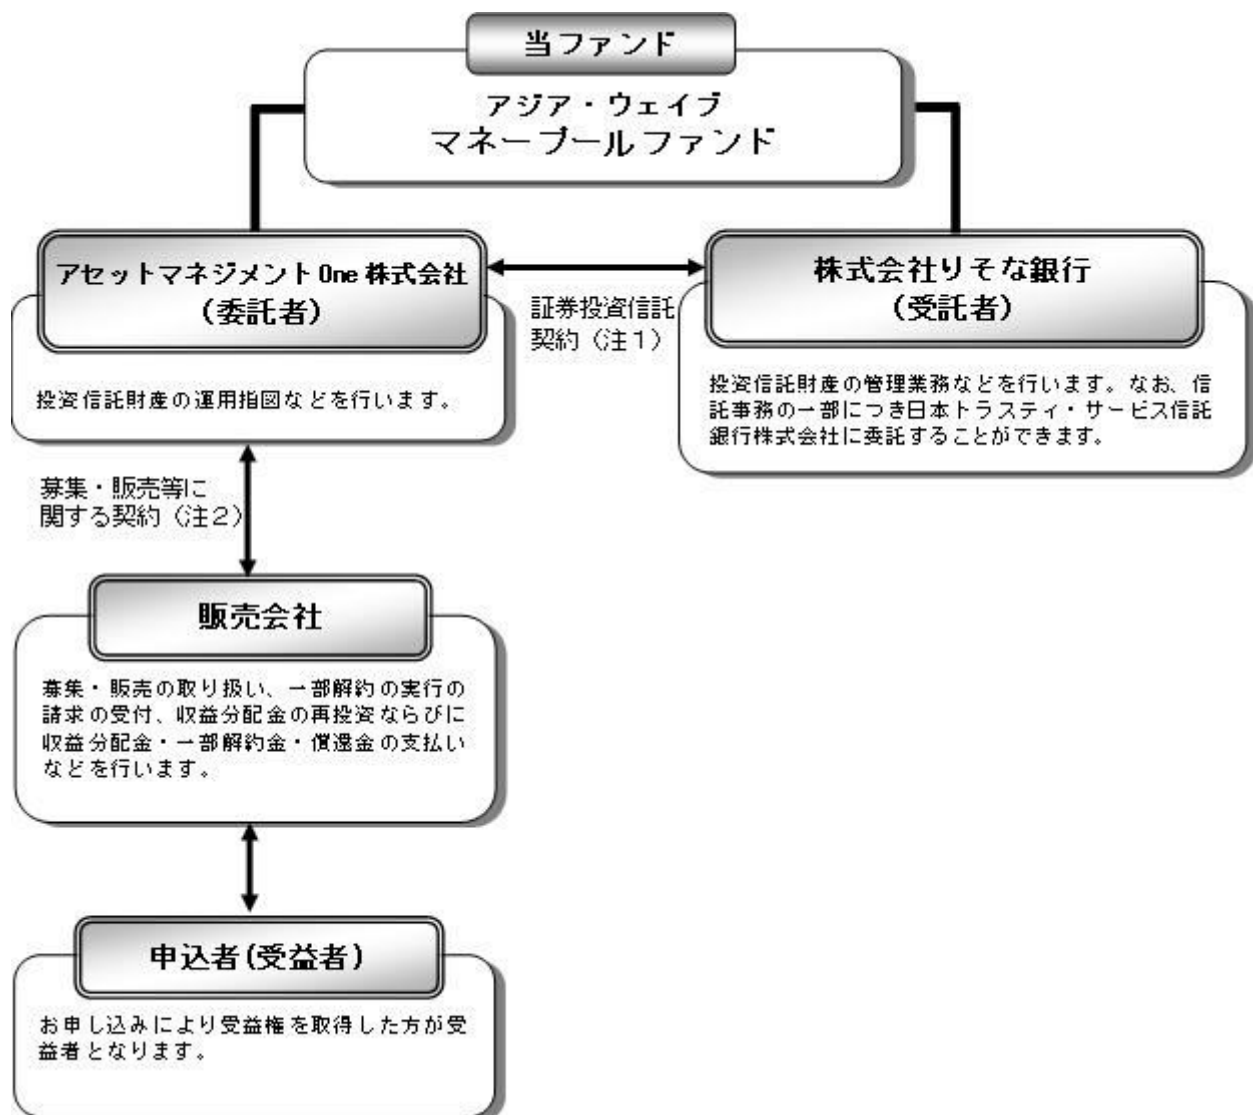 当ファンド
アジア・ウェイブ
マネープールファンド
アセットマネジメントOne株式会社
（委託者）
投資信託財産の運用指図などを行います。
証券投資信託
契約（注１）
株式会社りそな銀行
（受託者）
投資信託財産の管理業務などを行います。なお、信
託事務の一部につき日本トラスティ・サービス信託
銀行株式会社に委託することができます。
募集・販売等に
関する契約（注２）
販売会社
募集・販売の取り扱い、一部解約の実行の
請求の受付、収益分配金の再投資ならびに
収益分配金・一部解約金・償還金の支払い
などを行います。
申込者(受益者)
お申し込みにより受益権を取得した方が受
益者となります。